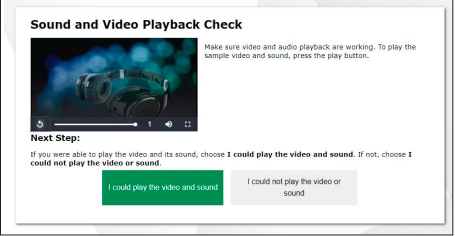 Sound and Video Playback Check
Make sure video and audio playback are working. To play the
sample video and sound, press the play button.
1
Next Step:
If you were able to play the video and its sound, choose I could play the video and sound. If not, choose I
could not play the video or sound.
I could play the video and sound
I could not play the video or
sound